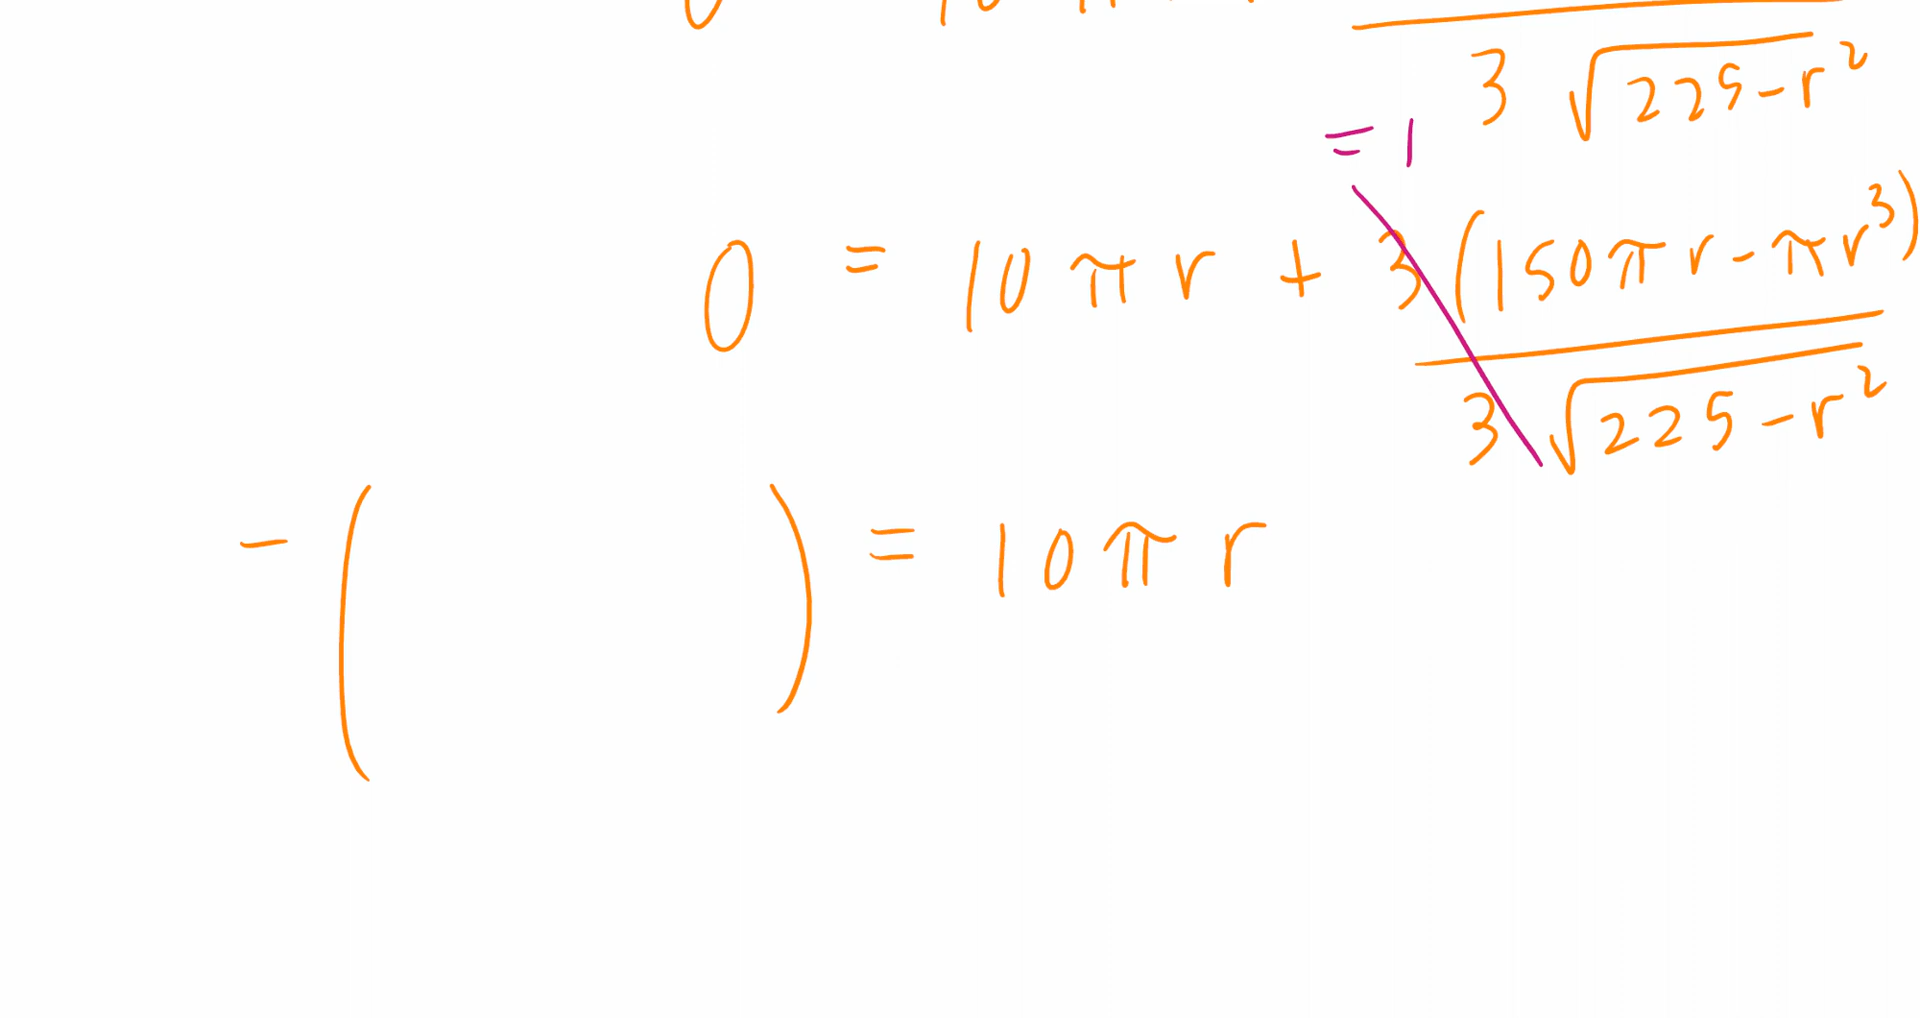 3 √225-r²
= 1
0 = 10πr + 3(150πr-πr³)
3√225-r²
-( ) = 10πr